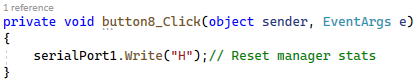 1 reference
private void button8_Click(object sender, EventArgs e)
{
    serialPort1.Write("H");// Reset manager stats
}